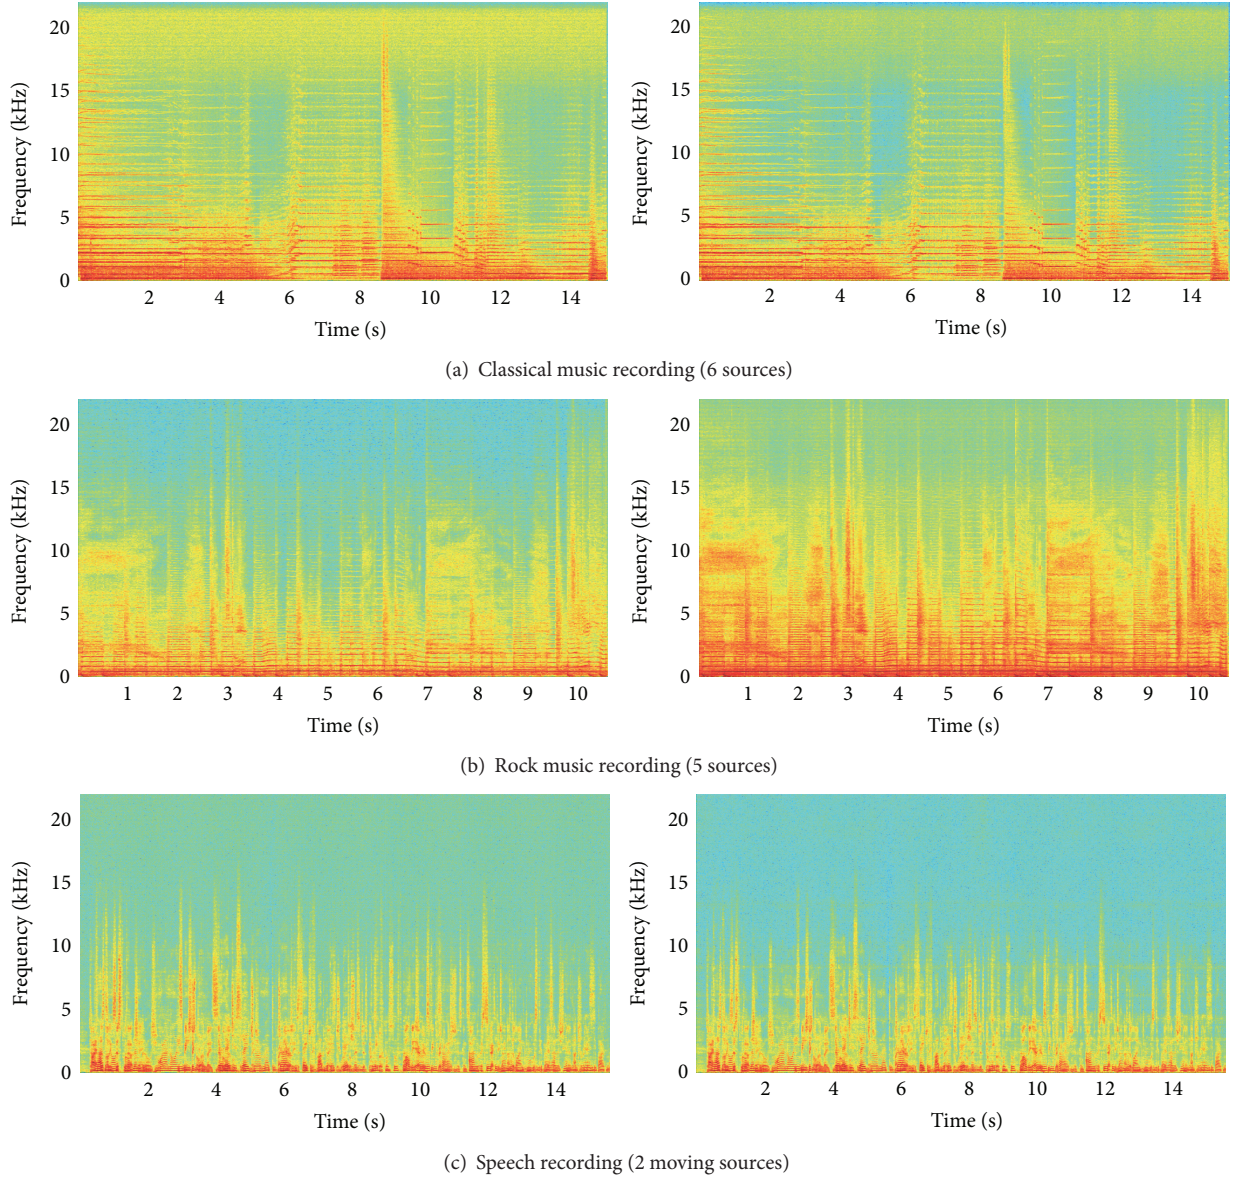 20
15
10
5
0
Frequency (kHz)
2 4 6 8 10 12 14
Time (s)
20
15
10
5
0
Frequency (kHz)
2 4 6 8 10 12 14
Time (s)
(a) Classical music recording (6 sources)
20
15
10
5
0
Frequency (kHz)
1 2 3 4 5 6 7 8 9 10
Time (s)
20
15
10
5
0
Frequency (kHz)
1 2 3 4 5 6 7 8 9 10
Time (s)
(b) Rock music recording (5 sources)
20
15
10
5
0
Frequency (kHz)
2 4 6 8 10 12 14
Time (s)
20
15
10
5
0
Frequency (kHz)
2 4 6 8 10 12 14
Time (s)
(c) Speech recording (2 moving sources)